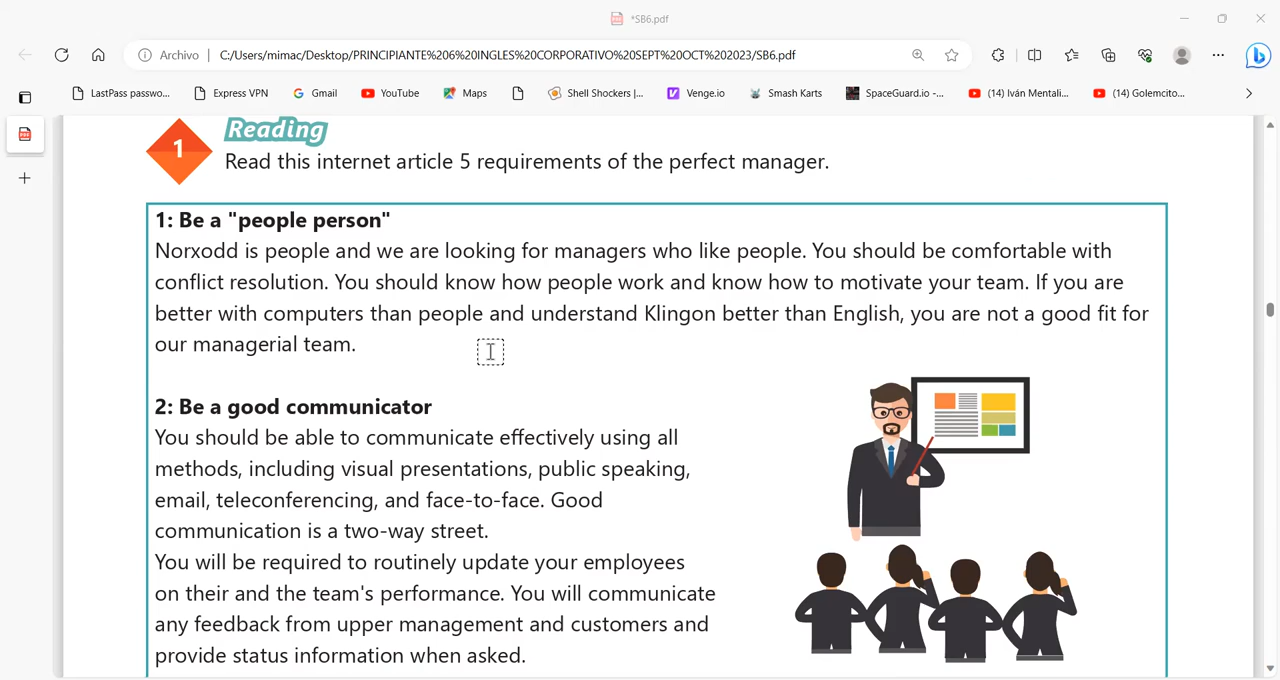 *SB6.pdf
Archivo | C:/Users/mimac/Desktop/PRINCIPIANTE%206%20INGLES%20CORPORATIVO%20SEPT%20OCT%202023/SB6.pdf
LastPass passwo... Express VPN Gmail YouTube Maps Shell Shockers |... Venge.io Smash Karts SpaceGuard.io -... (14) Iván Mentali... (14) Golemcito...
Reading
1
Read this internet article 5 requirements of the perfect manager.
1: Be a "people person"
Norxodd is people and we are looking for managers who like people. You should be comfortable with
conflict resolution. You should know how people work and know how to motivate your team. If you are
better with computers than people and understand Klingon better than English, you are not a good fit for
our managerial team.
2: Be a good communicator
You should be able to communicate effectively using all
methods, including visual presentations, public speaking,
email, teleconferencing, and face-to-face. Good
communication is a two-way street.
You will be required to routinely update your employees
on their and the team's performance. You will communicate
any feedback from upper management and customers and
provide status information when asked.